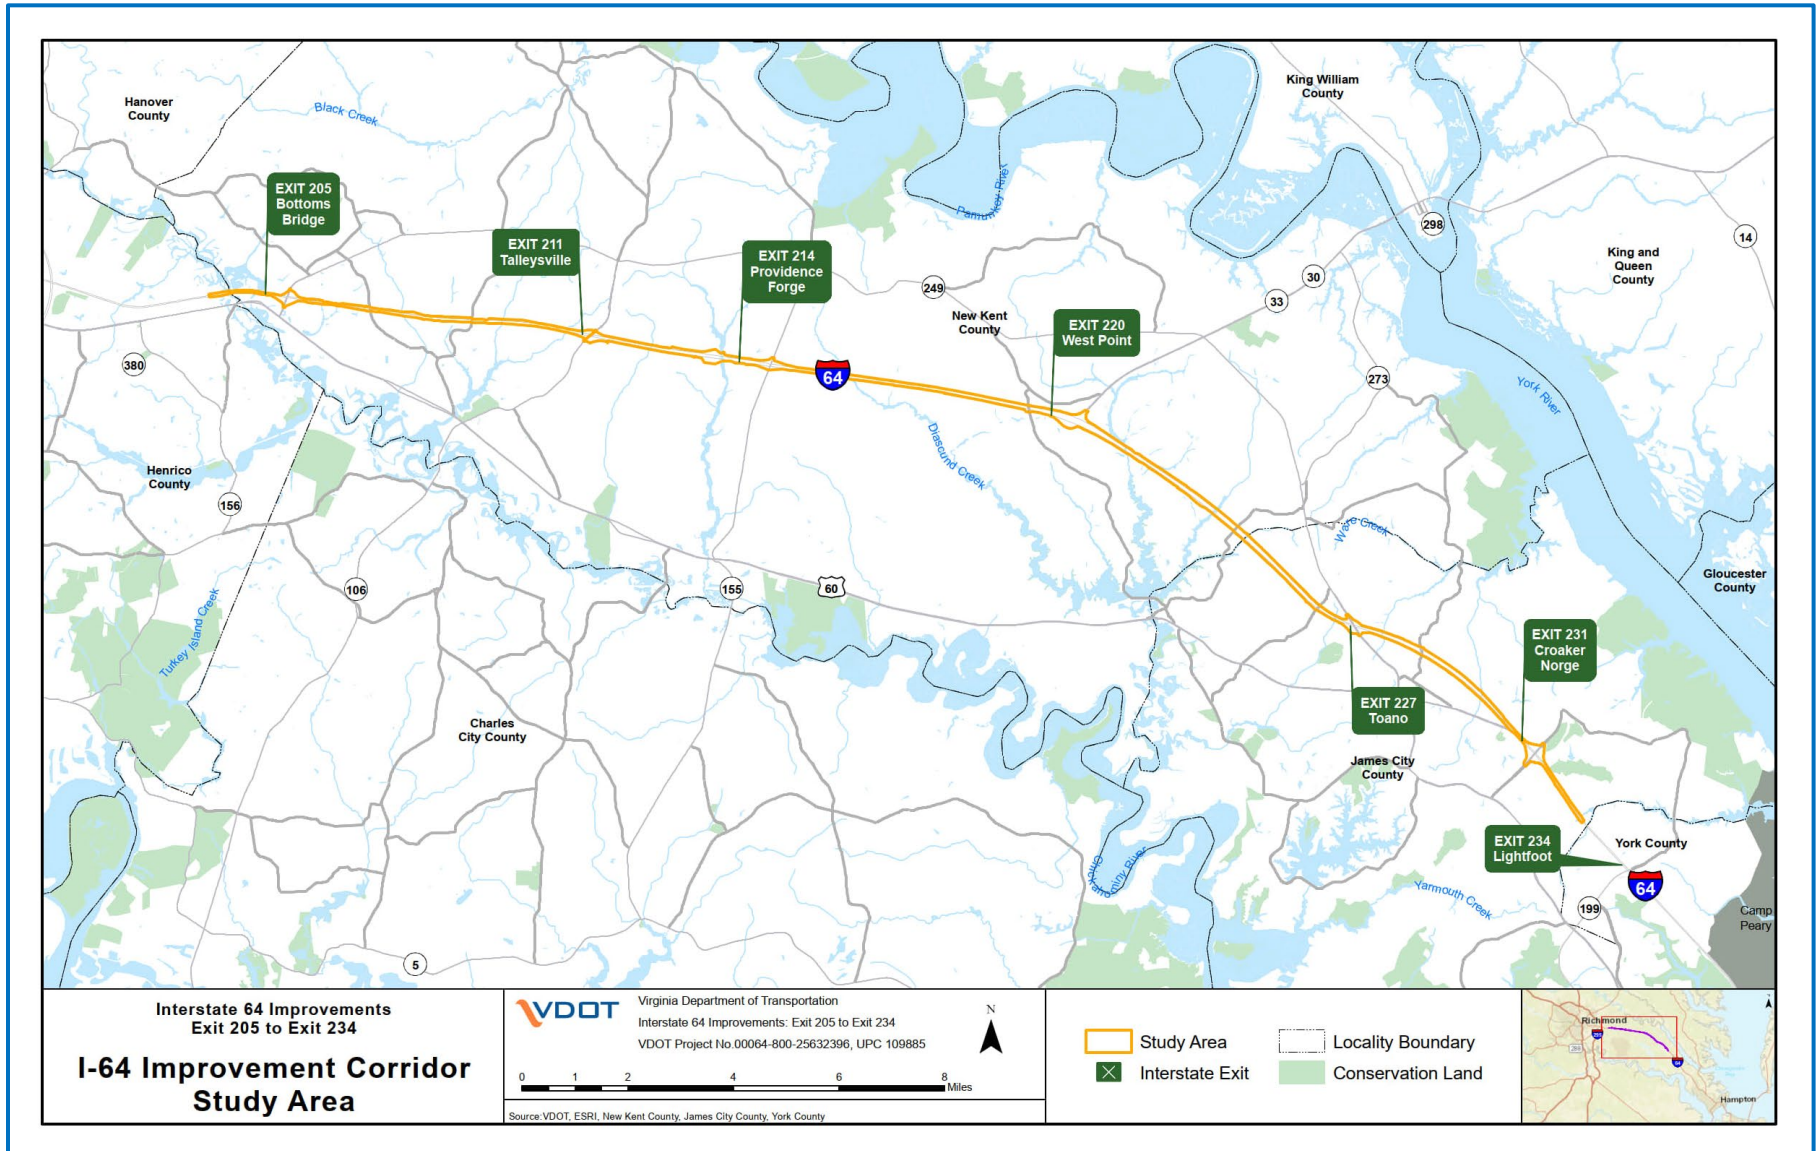 Hanover
County
Black Creek
King William
County
EXIT 205
Bottoms
Bridge
EXIT 211
Talleysville
EXIT 214
Providence
Forge
Pamunkey River
298
14
King and
Queen
County
249
30
33
New Kent
County
EXIT 220
West Point
380
64
273
York River
Diascund Creek
Henrico
County
156
Ware Creek
106
155
60
Gloucester
County
Turkey Island Creek
EXIT 231
Croaker
Norge
EXIT 227
Toano
Charles
City County
James City
County
EXIT 234
Lightfoot
York County
64
Chickahominy River
Yarmouth Creek
199
Camp
Peary
5
Interstate 64 Improvements
Exit 205 to Exit 234
I-64 Improvement Corridor
Study Area
VDOT
Virginia Department of Transportation
Interstate 64 Improvements: Exit 205 to Exit 234
VDOT Project No.00064-800-25632396, UPC 109885
N
0 1 2 4 6 8
Miles
Source:VDOT, ESRI, New Kent County, James City County, York County
Study Area
Interstate Exit
Locality Boundary
Conservation Land
Richmond
64
Hampton